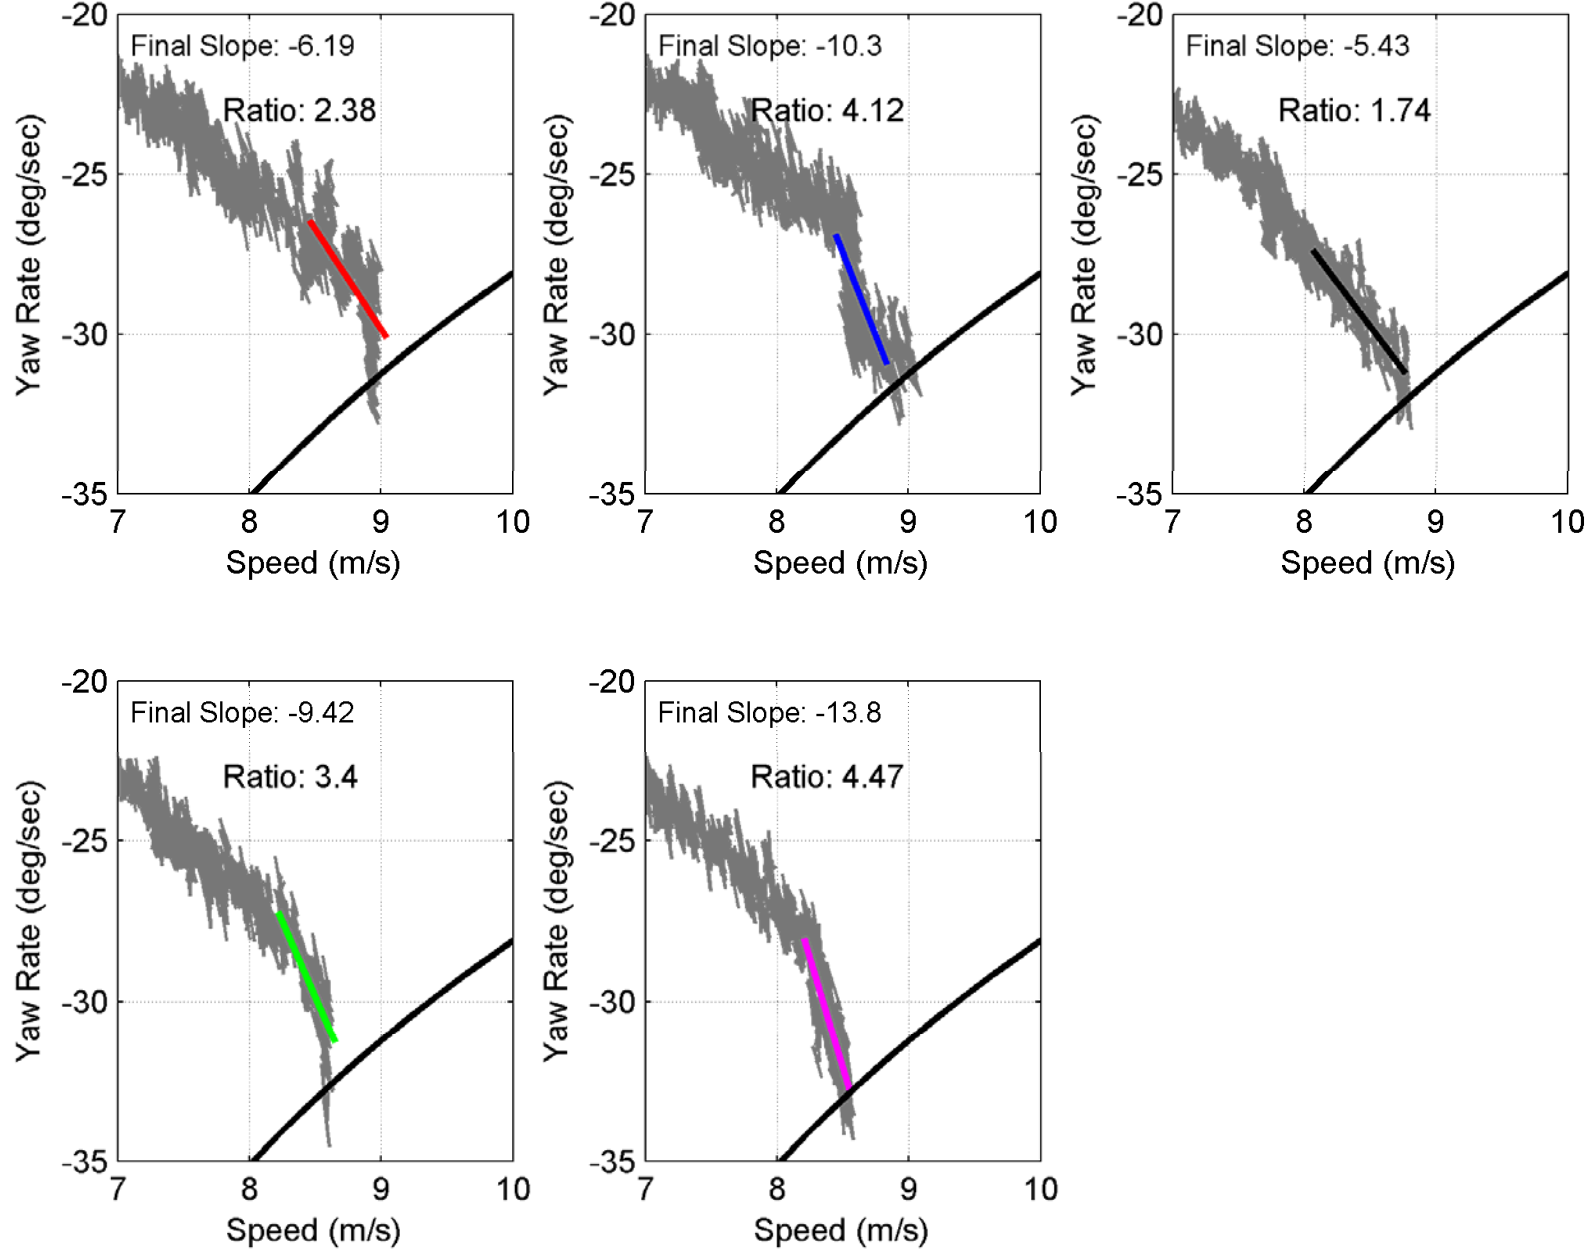 -20
Final Slope: -6.19
Ratio: 2.38
-25
-30
-35
7 8 9 10
Speed (m/s)
Yaw Rate (deg/sec)
-20
Final Slope: -10.3
Ratio: 4.12
-25
-30
-35
7 8 9 10
Speed (m/s)
Yaw Rate (deg/sec)
-20
Final Slope: -5.43
Ratio: 1.74
-25
-30
-35
7 8 9 10
Speed (m/s)
Yaw Rate (deg/sec)
-20
Final Slope: -9.42
Ratio: 3.4
-25
-30
-35
7 8 9 10
Speed (m/s)
Yaw Rate (deg/sec)
-20
Final Slope: -13.8
Ratio: 4.47
-25
-30
-35
7 8 9 10
Speed (m/s)
Yaw Rate (deg/sec)